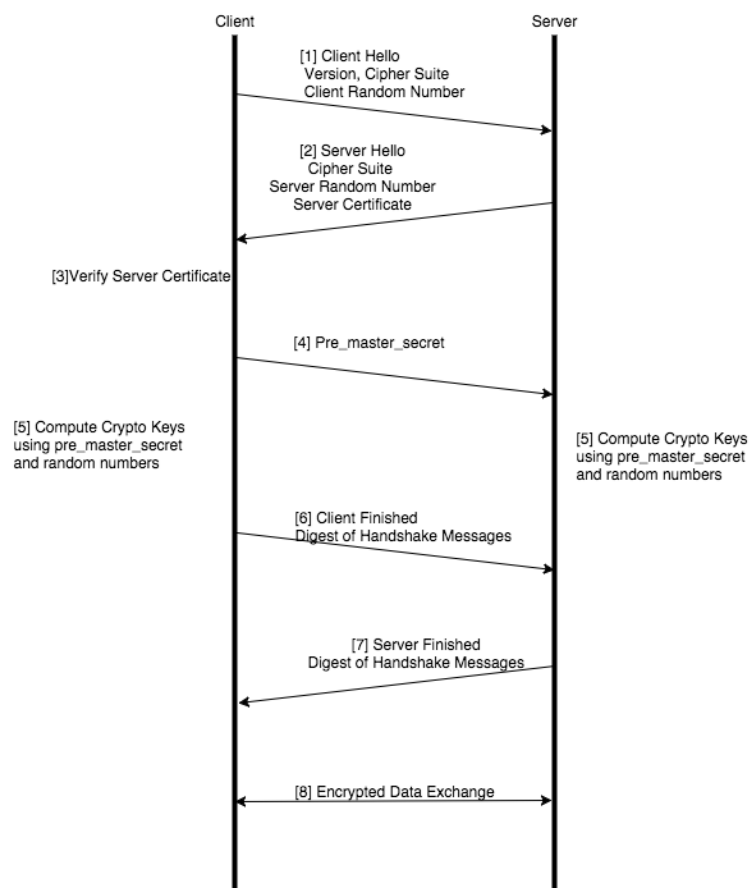 Client
Server
[1] Client Hello
Version, Cipher Suite
Client Random Number
[2] Server Hello
Cipher Suite
Server Random Number
Server Certificate
[3]Verify Server Certificate
[4] Pre_master_secret
[5] Compute Crypto Keys
using pre_master_secret
and random numbers
[5] Compute Crypto Keys
using pre_master_secret
and random numbers
[6] Client Finished
Digest of Handshake Messages
[7] Server Finished
Digest of Handshake Messages
[8] Encrypted Data Exchange